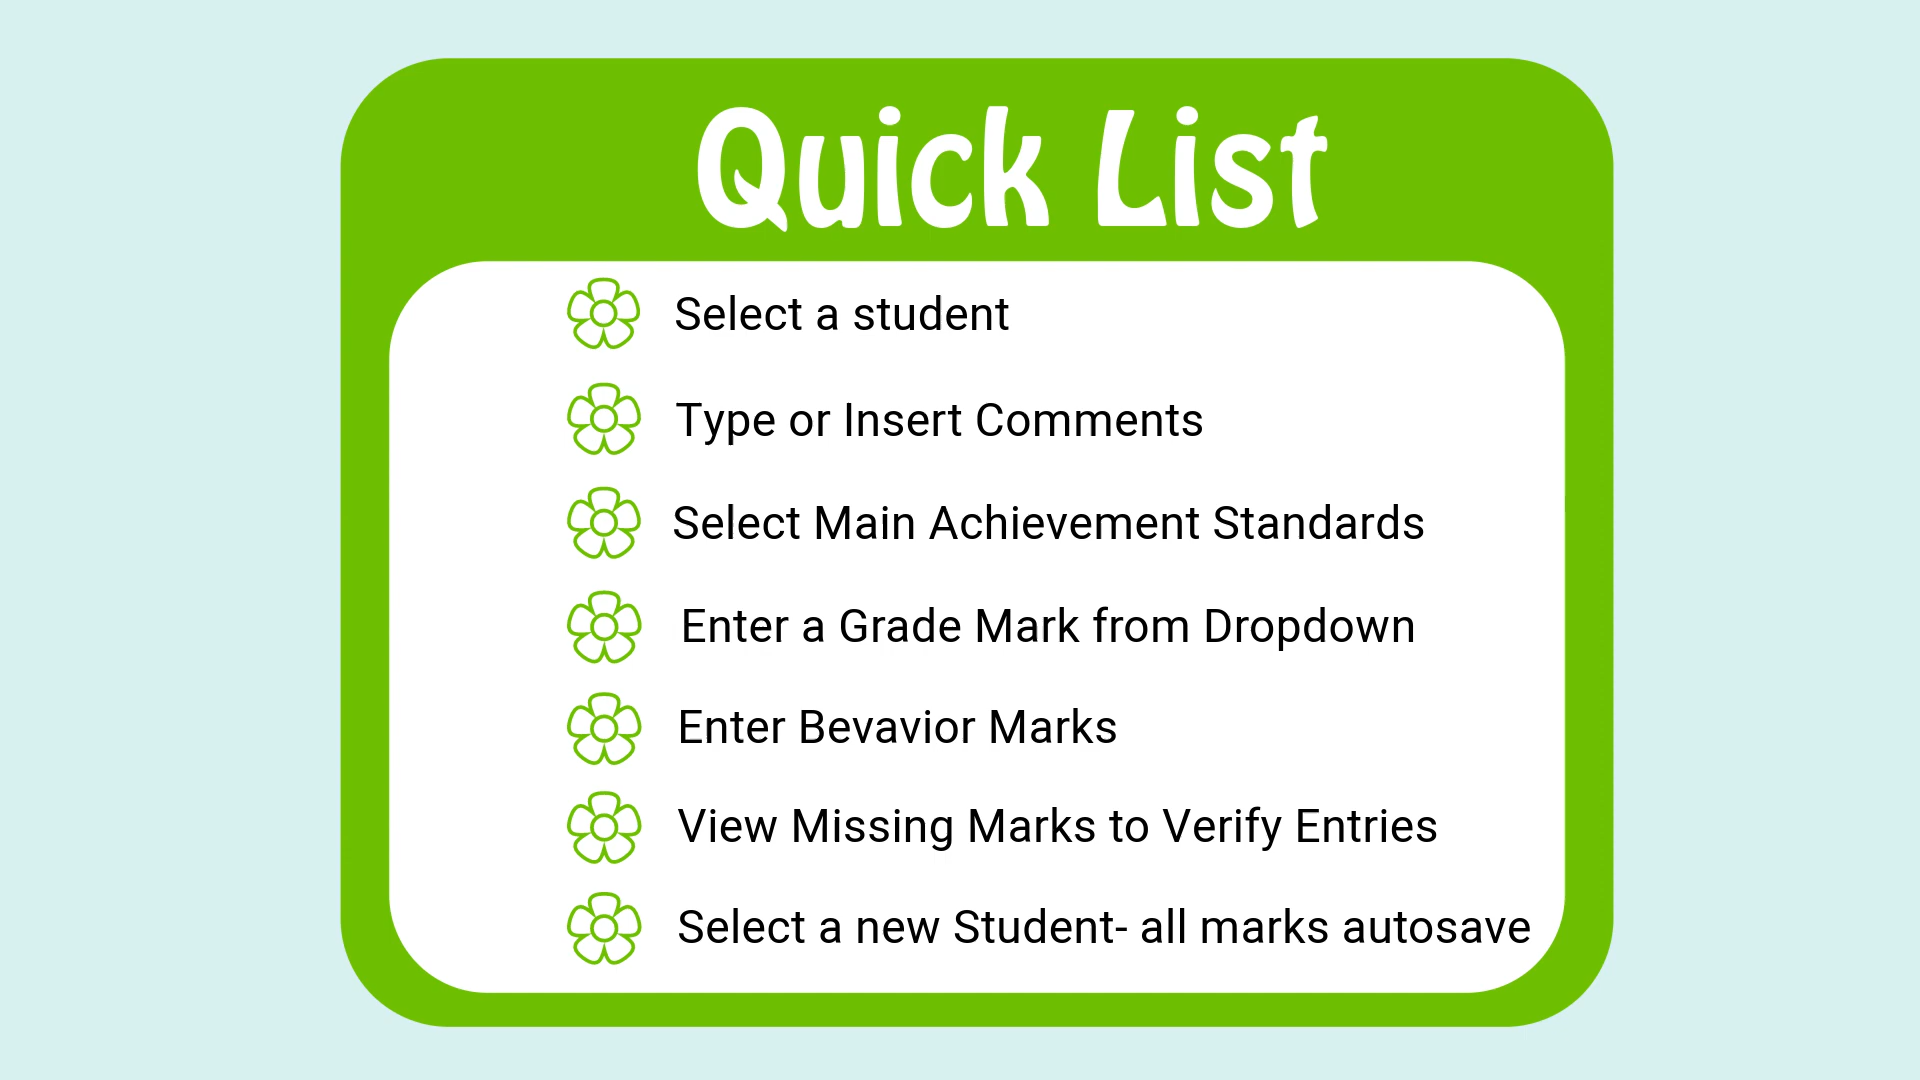 Quick List
Select a student
Type or Insert Comments
Select Main Achievement Standards
Enter a Grade Mark from Dropdown
Enter Bevavior Marks
View Missing Marks to Verify Entries
Select a new Student- all marks autosave